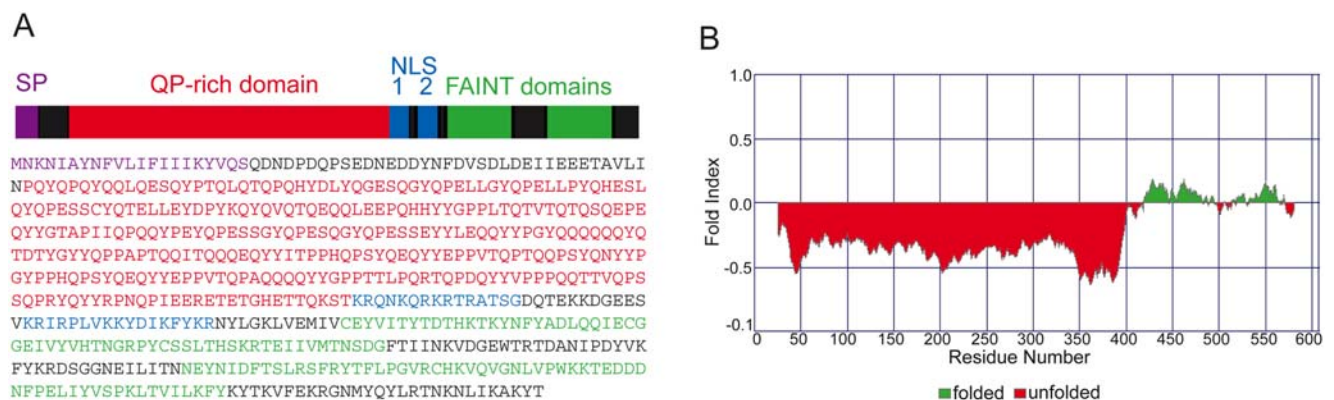 A
SP
QP-rich domain
NLS
1 2
FAINT domains
MNKNIAYNFVLIFIIIKYVQSQDNDPDQPSEDNEDDYNFDVSDLDEIIEEETAVLI
NPQYQPQYQQLQESQYPTQLQTQPQHYDLYQGESQGYQPELLGYQPELLPYQHESL
QYQPESSCYQTELLEYDPYKQYQVQTQEQQLEEPQHHYYGPPLTQTVTQTQSQEPE
QYYGTAPIIQPQQYPEYQPESSGYQPESQGYQPESSEYYLEQQYYPGYQQQQQQYQ
TDTYGYYQPPAPTQQITQQQEQYYITPPHQPSYQEQYYEPPVTQPTQQPSYQNYYP
GYPPHQPSYQEQYYEPPVTQPAQQQQYYGPPTTLPQRTQPDQYYVPPPQQTTVQPS
SQPRYQYYRPNQPIEERETETGHETTQKSTKRQNKQRKRTRATSGDQTEKKDGEES
VKRIRPLVKKYDIKFYKRNYLGKLVEMIVCEYVITYTDTHKTKYNFYADLQQIECG
GEIVYVHTNGRPYCSSLTHSKRTEIIVMTNSDGFTIINKVDGEWTRTDANIPDYVK
FYKRDSGGNEILITNNEYNIDFTSLRSFRYTFLPGVRCHKVQVGNLVPWKKTEDDD
NFPELIYVSPKLTVILKFYKYTKVFEKRGNMYQYLRTNKNLIKAKYT
B
1.0
0.5
0.0
-0.5
-0.1
Fold Index
0 50 100 150 200 250 300 350 400 450 500 550 600
Residue Number
folded unfolded